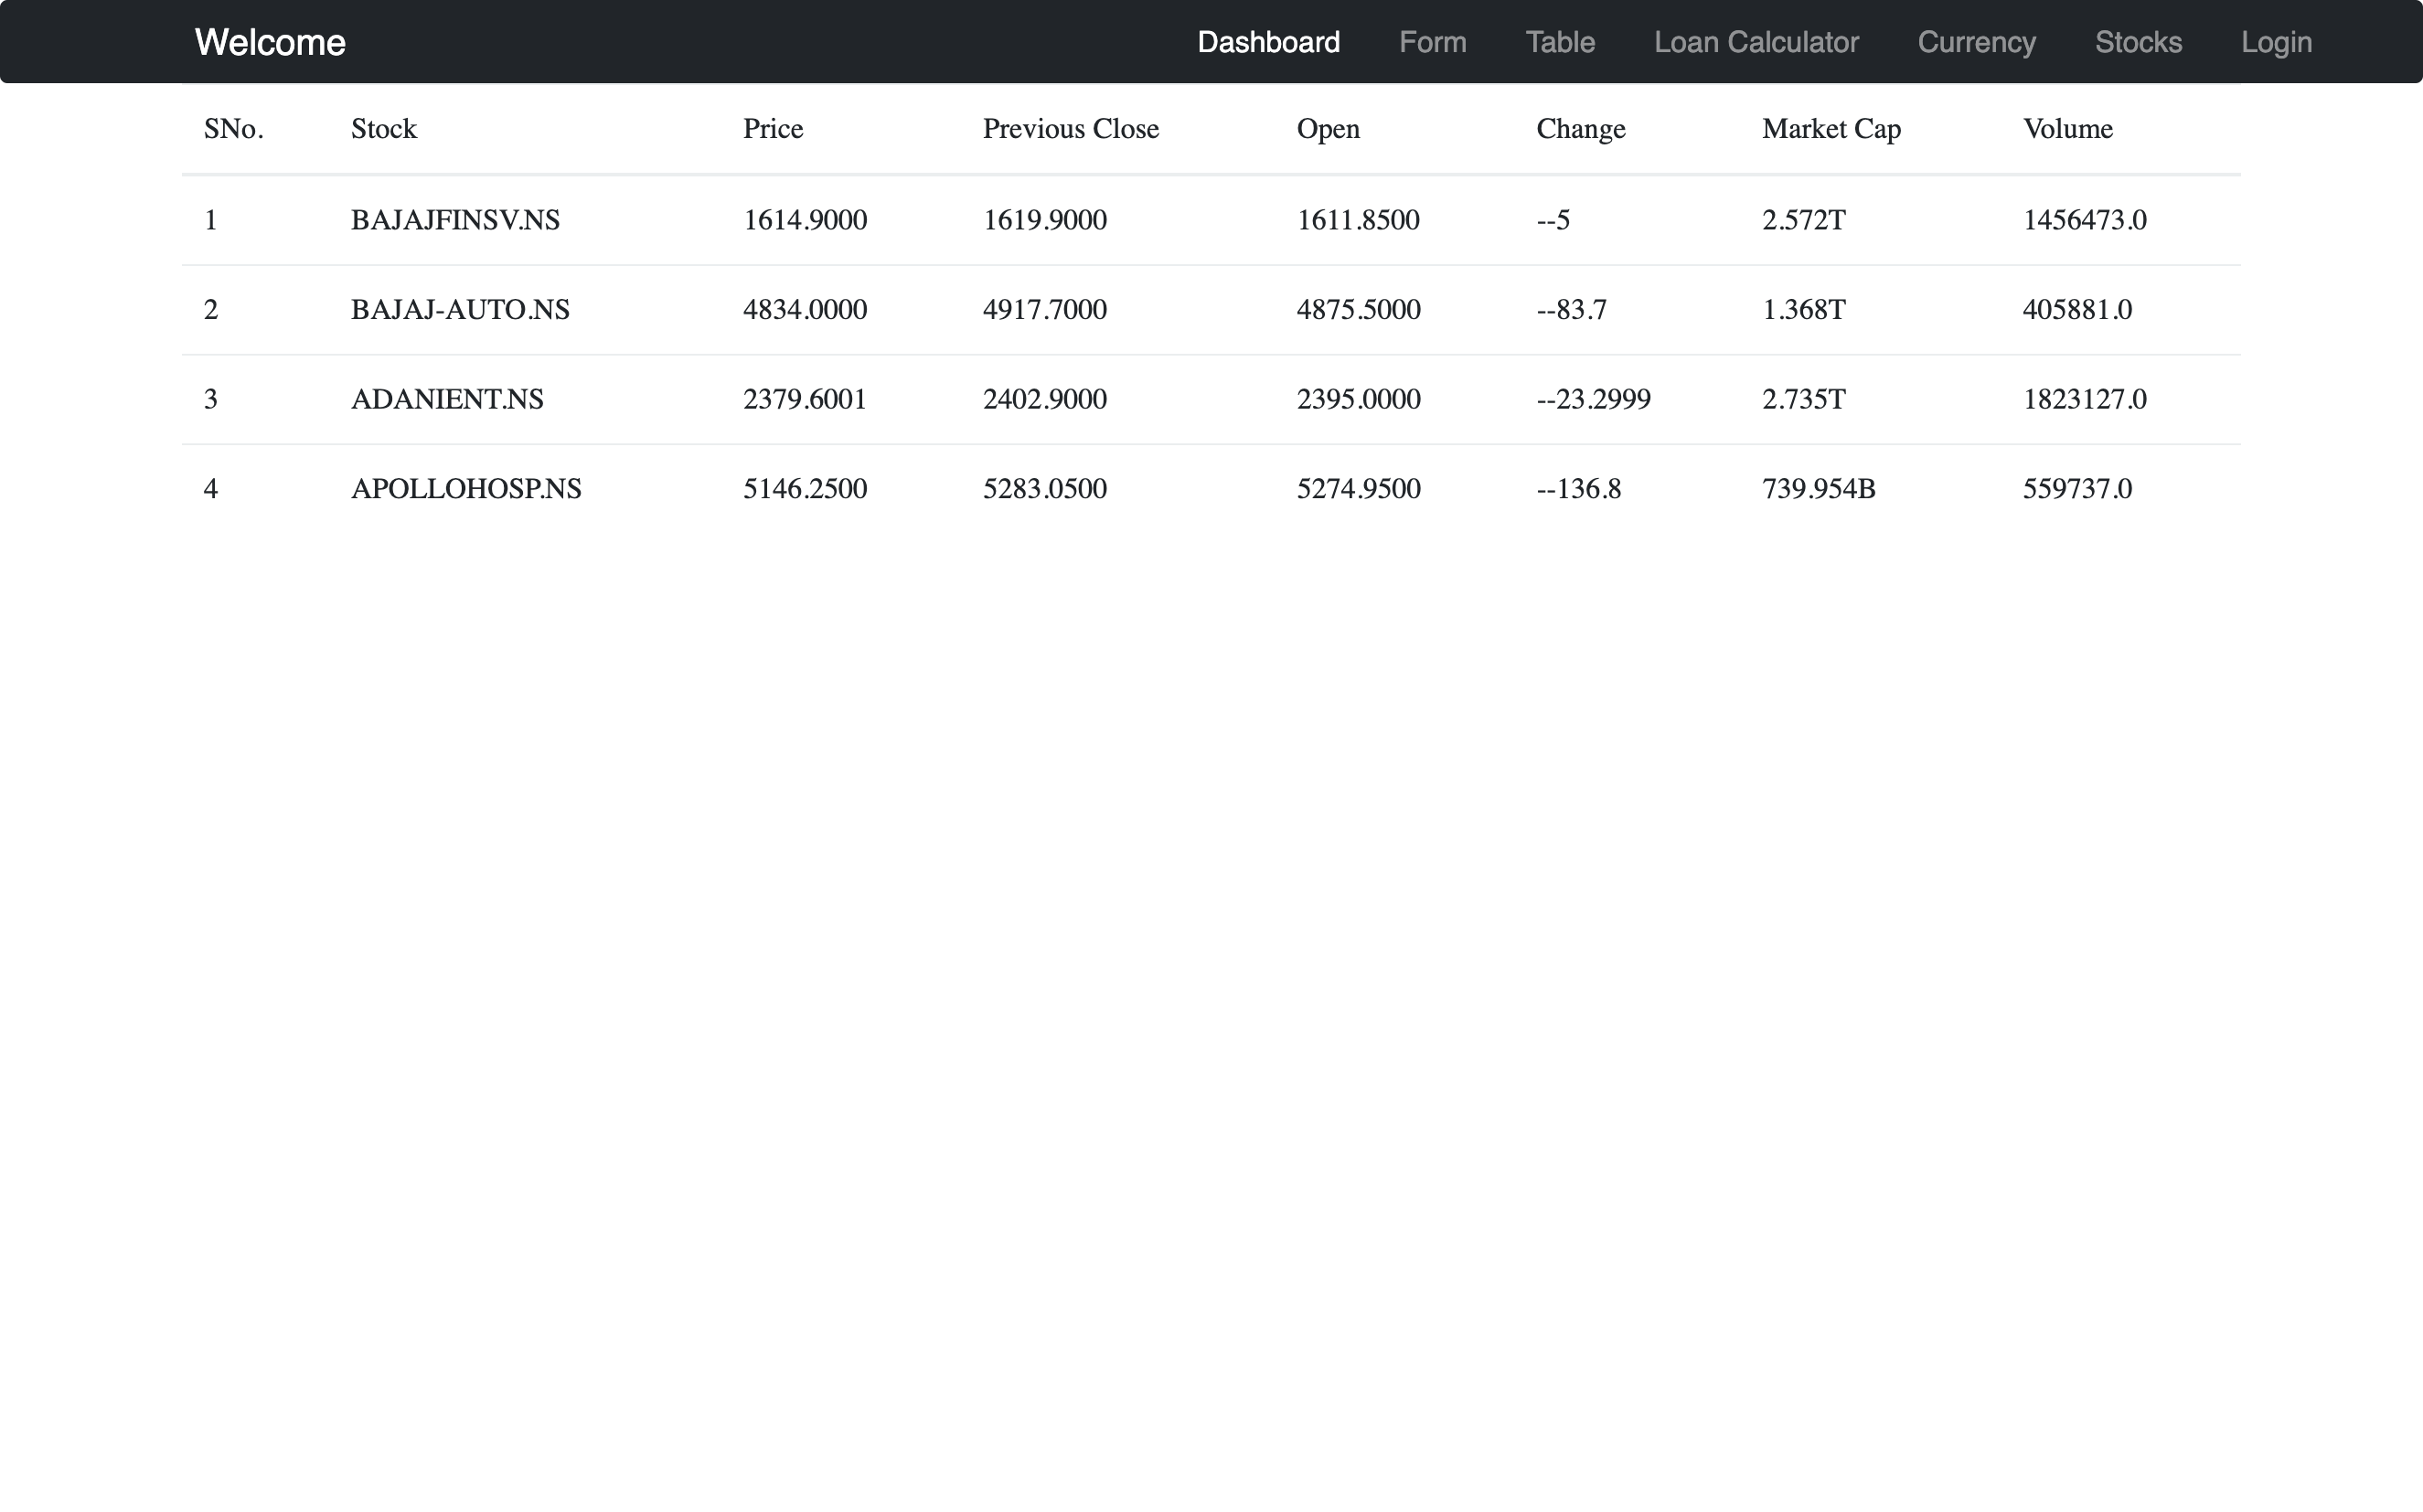 Welcome Dashboard Form Table Loan Calculator Currency Stocks Login
SNo. Stock Price Previous Close Open Change Market Cap Volume
1 BAJAJFINSV.NS 1614.9000 1619.9000 1611.8500 --5 2.572T 1456473.0
2 BAJAJ-AUTO.NS 4834.0000 4917.7000 4875.5000 --83.7 1.368T 405881.0
3 ADANIENT.NS 2379.6001 2402.9000 2395.0000 --23.2999 2.735T 1823127.0
4 APOLLOHOSP.NS 5146.2500 5283.0500 5274.9500 --136.8 739.954B 559737.0